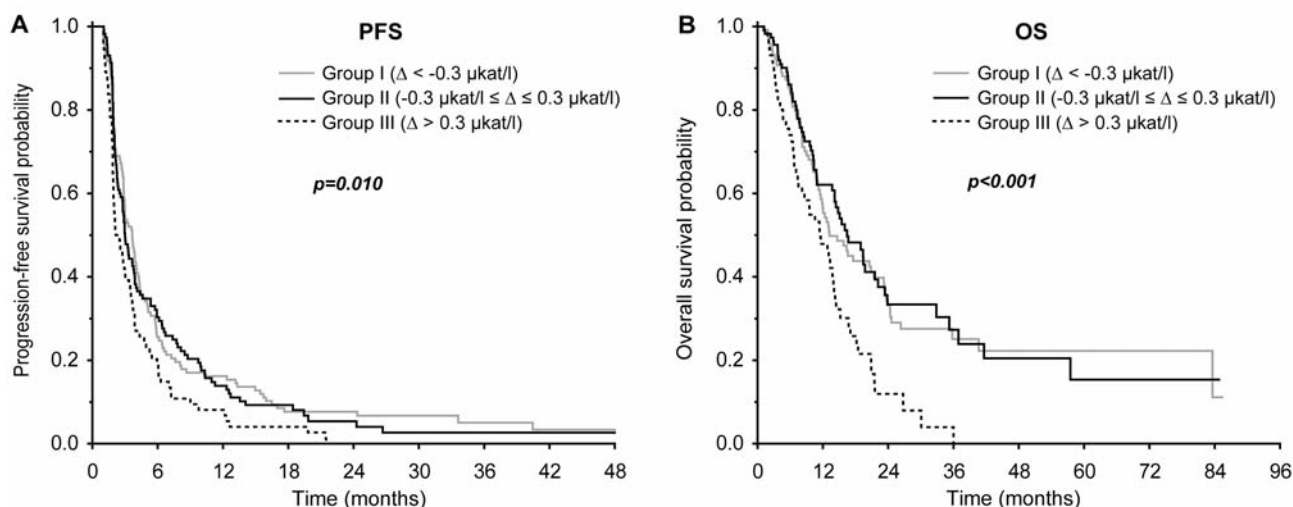 A
PFS
Group I (Δ < -0.3 µkat/l)
Group II (-0.3 µkat/l ≤ Δ ≤ 0.3 µkat/l)
Group III (Δ > 0.3 µkat/l)
p=0.010
Progression-free survival probability
1.0
0.8
0.6
0.4
0.2
0.0
0 6 12 18 24 30 36 42 48
Time (months)
B
OS
Group I (Δ < -0.3 µkat/l)
Group II (-0.3 µkat/l ≤ Δ ≤ 0.3 µkat/l)
Group III (Δ > 0.3 µkat/l)
p<0.001
Overall survival probability
1.0
0.8
0.6
0.4
0.2
0.0
0 12 24 36 48 60 72 84 96
Time (months)